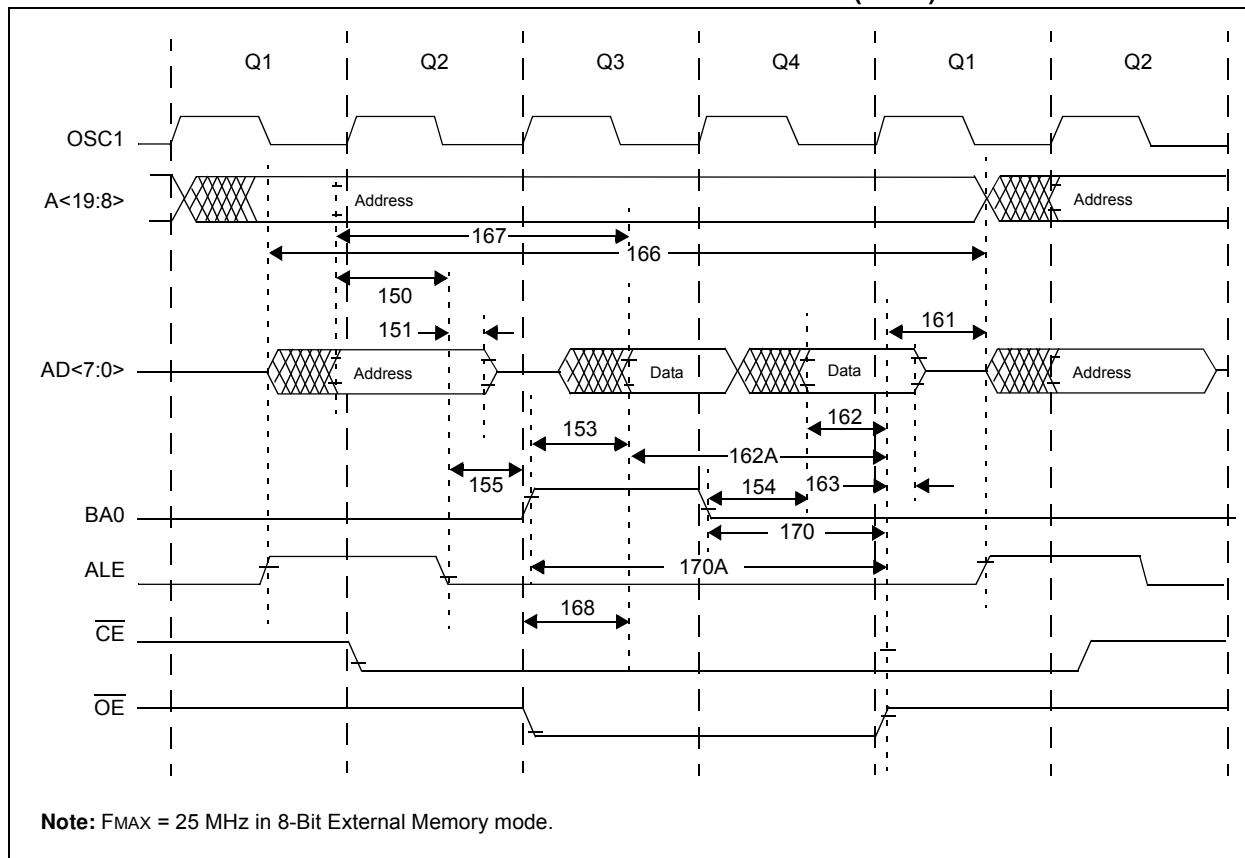 Q1 Q2 Q3 Q4 Q1 Q2
OSC1
A<19:8>
Address Address
167
166
150
151 161
AD<7:0>
Address Data Data Address
162
153
162A
155 154 163
BA0
170
ALE
170A
168
CE
OE
Note: FMAX = 25 MHz in 8-Bit External Memory mode.